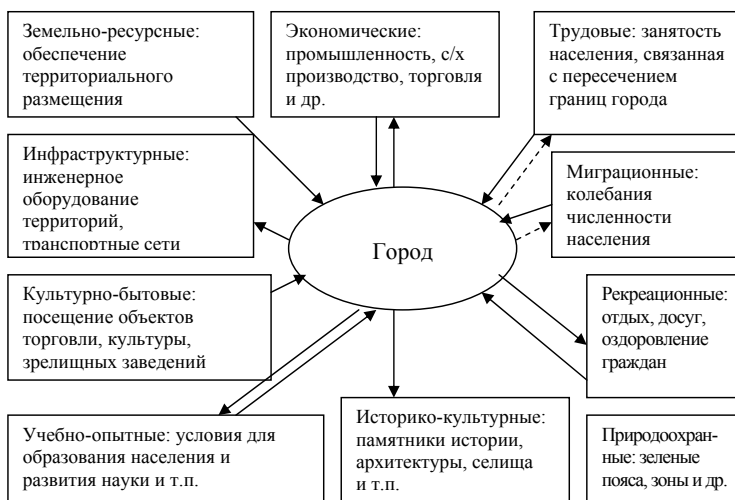 Земельно-ресурсные:
обеспечение
территориального
размещения
Экономические:
промышленность, с/х
производство, торговля
и др.
Трудовые: занятость
населения, связанная
с пересечением
границ города
Инфраструктурные:
инженерное
оборудование
территорий,
транспортные сети
Миграционные:
колебания
численности
населения
Город
Культурно-бытовые:
посещение объектов
торговли, культуры,
зрелищных заведений
Рекреационные:
отдых, досуг,
оздоровление
граждан
Учебно-опытные: условия для
образования населения и
развития науки и т.п.
Историко-культурные:
памятники истории,
архитектуры, селища
и т.п.
Природоохран-
ные: зеленые
пояса, зоны и др.